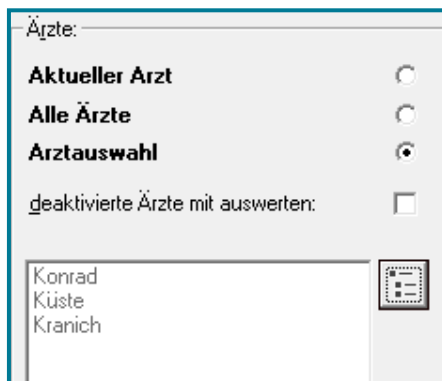 Ärzte:
Aktueller Arzt
Alle Ärzte
Arztauswahl
deaktivierte Ärzte mit auswerten:
Konrad
Küste
Kranich